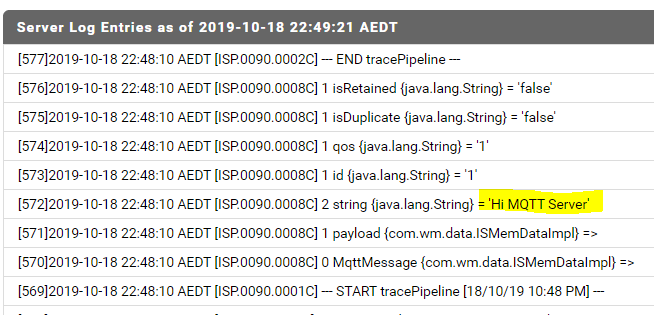 Server Log Entries as of 2019-10-18 22:49:21 AEDT
[577]2019-10-18 22:48:10 AEDT [ISP.0090.0002C] --- END tracePipeline ---
[576]2019-10-18 22:48:10 AEDT [ISP.0090.0008C] 1 isRetained {java.lang.String} = 'false'
[575]2019-10-18 22:48:10 AEDT [ISP.0090.0008C] 1 isDuplicate {java.lang.String} = 'false'
[574]2019-10-18 22:48:10 AEDT [ISP.0090.0008C] 1 qos {java.lang.String} = '1'
[573]2019-10-18 22:48:10 AEDT [ISP.0090.0008C] 1 id {java.lang.String} = '1'
[572]2019-10-18 22:48:10 AEDT [ISP.0090.0008C] 2 string {java.lang.String} = 'Hi MQTT Server'
[571]2019-10-18 22:48:10 AEDT [ISP.0090.0008C] 1 payload {com.wm.data.ISMemDataImpl} =>
[570]2019-10-18 22:48:10 AEDT [ISP.0090.0008C] 0 MqttMessage {com.wm.data.ISMemDataImpl} =>
[569]2019-10-18 22:48:10 AEDT [ISP.0090.0001C] --- START tracePipeline [18/10/19 10:48 PM] ---